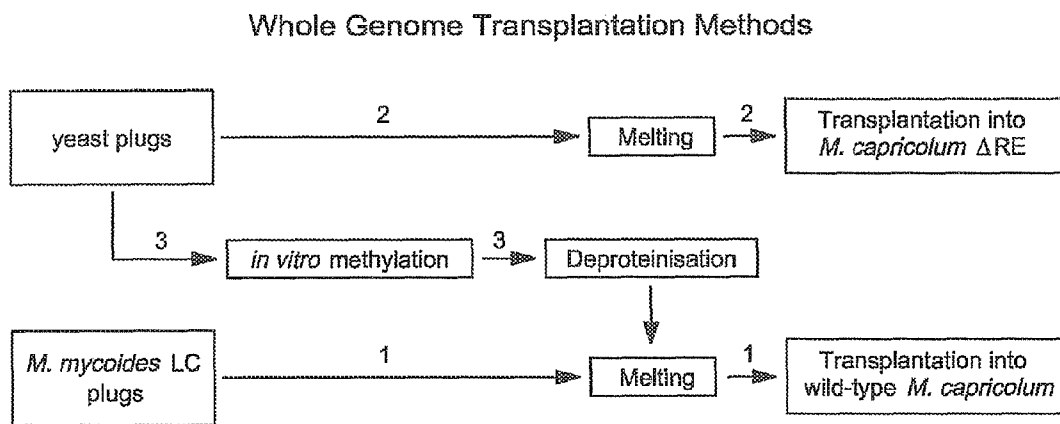 Whole Genome Transplantation Methods
yeast plugs
2
Melting
2
Transplantation into
M. capricolum ΔRE
3
in vitro methylation
3
Deproteinisation
M. mycoides LC
plugs
1
Melting
1
Transplantation into
wild-type M. capricolum